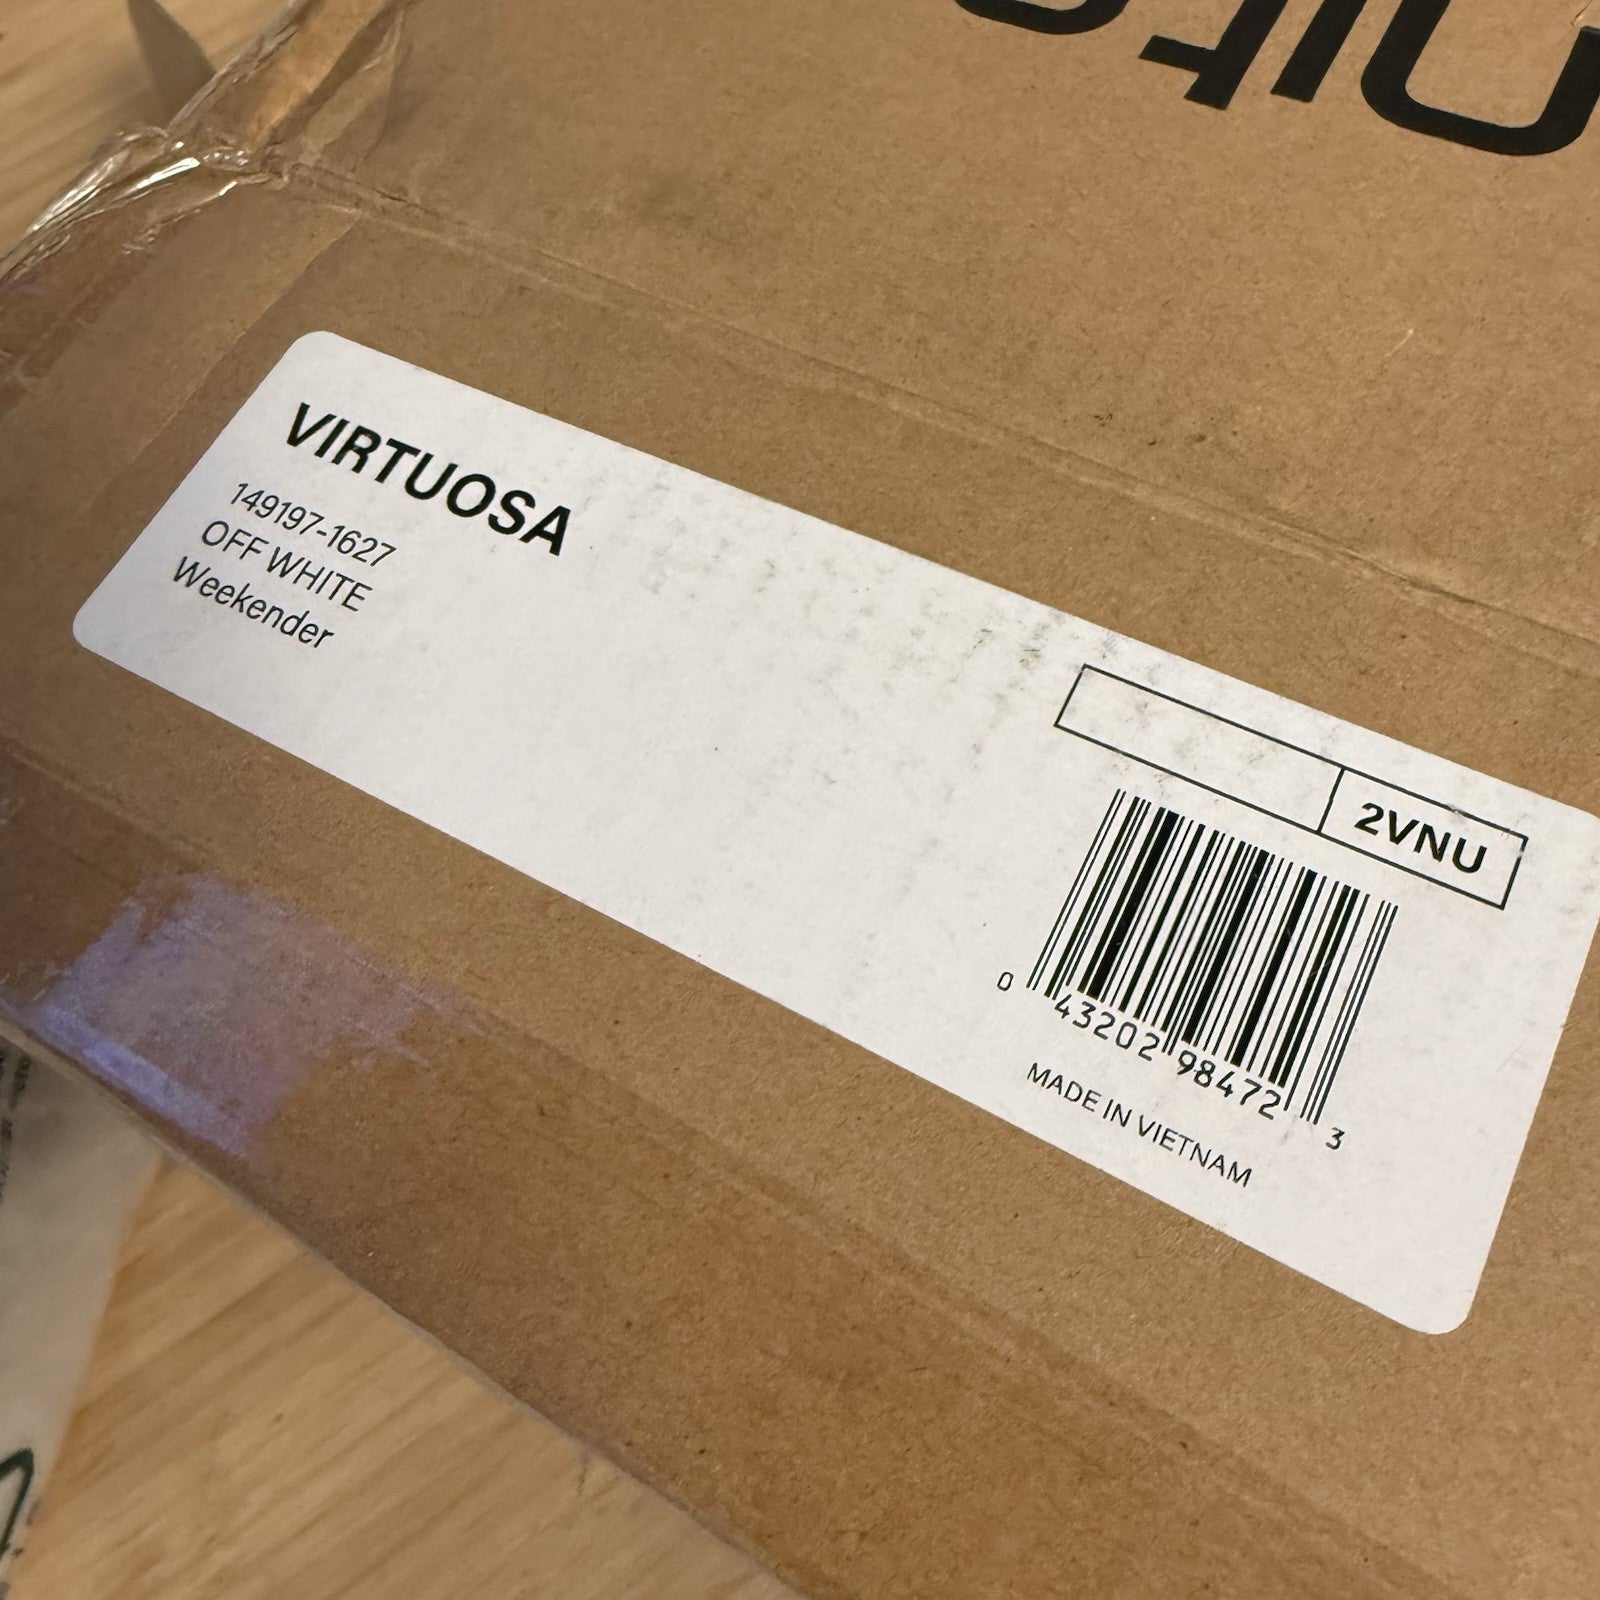 VIRTUOSA
149197-1627
OFF WHITE
Weekender
2VNU
0 43202 98472 3
MADE IN VIETNAM